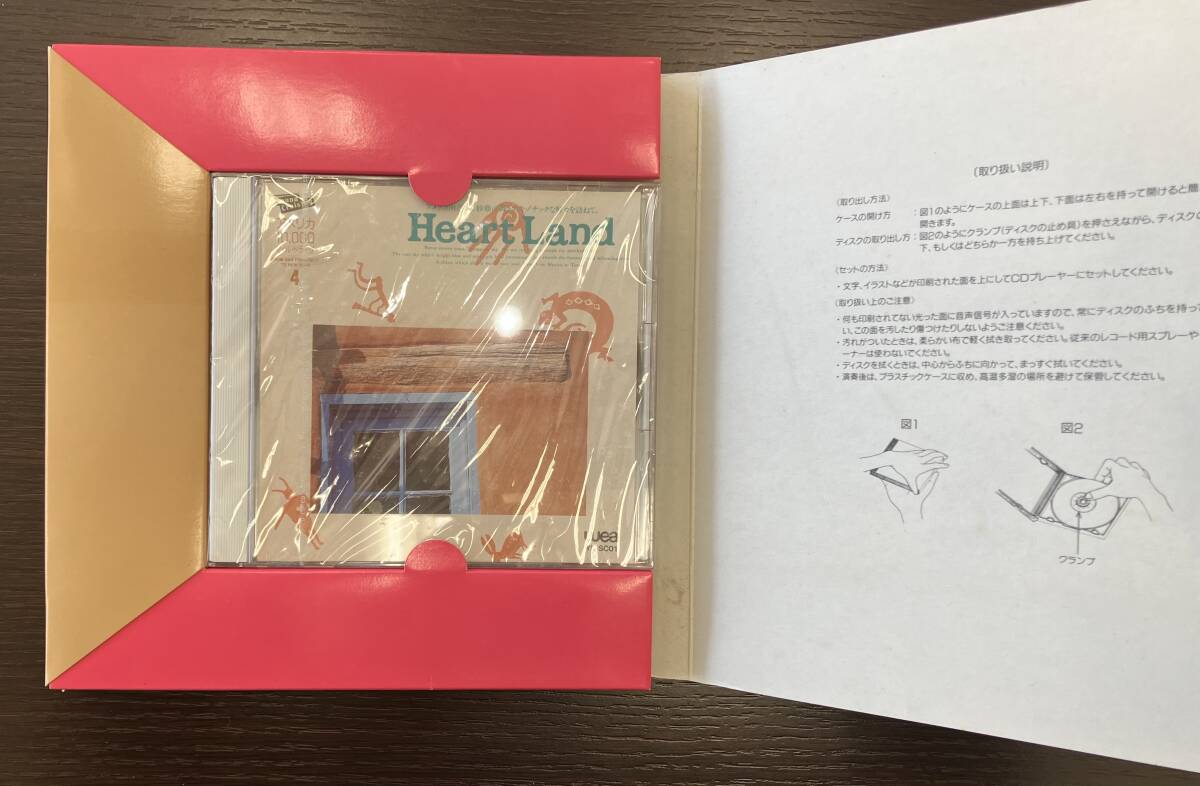 Heart Land
リカ
11,000
4
wea
SC01
〔取り扱い説明〕
〈取り出し方法〉
ケースの開け方 :図1のようにケースの上面は上下、下面は左右を持って開けると簡
開きます。
ディスクの取り出し方:図2のようにクランプ(ディスクの止め具)を押さえながら、ディスクの
下、もしくはどちらか一方を持ち上げてください。
〈セットの方法〉
・文字、イラストなどが印刷された面を上にしてCDプレーヤーにセットしてください。
〈取り扱い上のご注意〉
・何も印刷されてない光った面に音声信号が入っていますので、常にディスクのふちを持っ
い、この面を汚したり傷つけたりしないようご注意ください。
・汚れがついたときは、柔らかい布で軽く拭き取ってください。従来のレコード用スプレーや
ーナーは使わないでください。
・ディスクを拭くときは、中心からふちに向かって、まっすぐ拭いてください。
・演奏後は、プラスチックケースに収め、高温多湿の場所を避けて保管してください。
図1
図2
クランプ